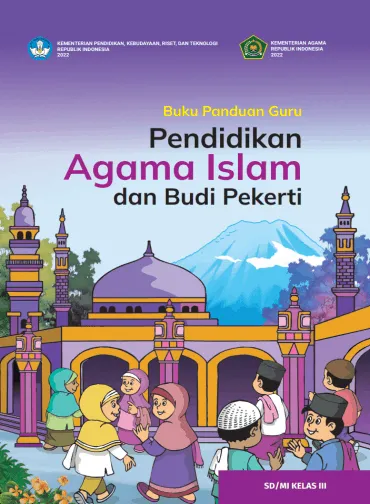 KEMENTERIAN PENDIDIKAN, KEBUDAYAAN, RISET, DAN TEKNOLOGI
REPUBLIK INDONESIA
2022
KEMENTERIAN AGAMA
REPUBLIK INDONESIA
2022
Buku Panduan Guru
Pendidikan
Agama Islam
dan Budi Pekerti
SD/MI KELAS III